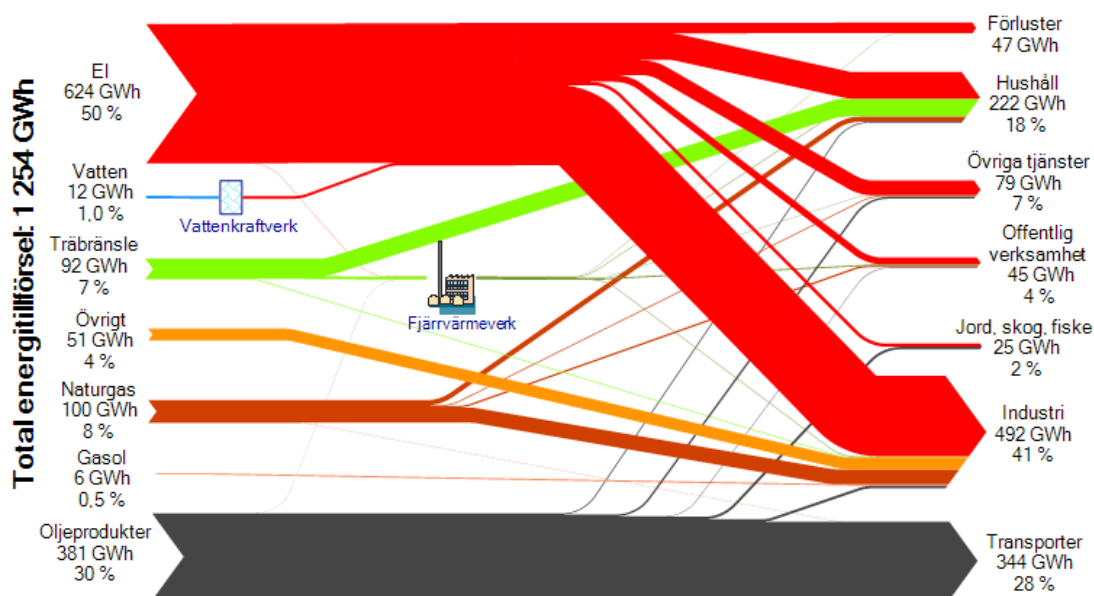 Total energitillförsel: 1 254 GWh
El
624 GWh
50 %
Vatten
12 GWh
1,0 %
Vattenkraftverk
Träbränsle
92 GWh
7 %
Fjärrvärmeverk
Övrigt
51 GWh
4 %
Naturgas
100 GWh
8 %
Gasol
6 GWh
0,5 %
Oljeprodukter
381 GWh
30 %
Förluster
47 GWh
Hushåll
222 GWh
18 %
Övriga tjänster
79 GWh
7 %
Offentlig
verksamhet
45 GWh
4 %
Jord, skog, fiske
25 GWh
2 %
Industri
492 GWh
41 %
Transporter
344 GWh
28 %